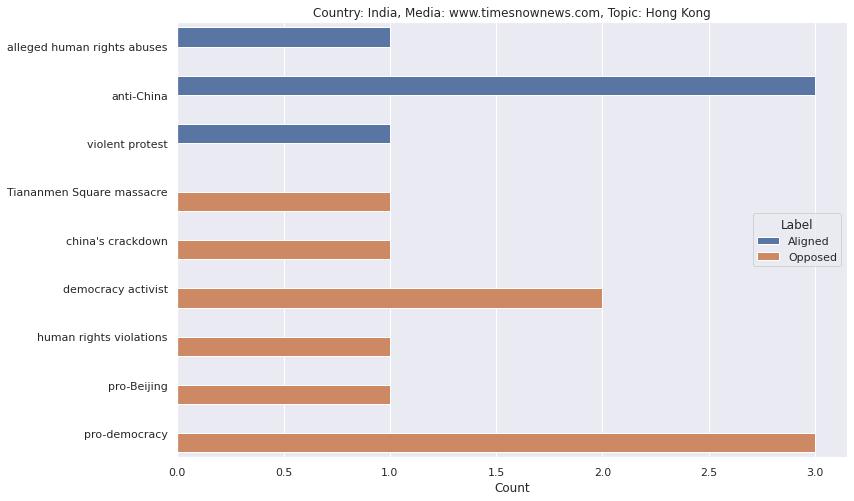 Country: India, Media: www.timesnownews.com, Topic: Hong Kong
alleged human rights abuses
anti-China
violent protest
Tiananmen Square massacre
china's crackdown
democracy activist
human rights violations
pro-Beijing
pro-democracy
Label
Aligned
Opposed
0.0 0.5 1.0 1.5 2.0 2.5 3.0
Count